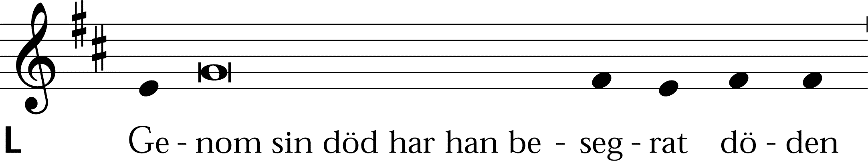 L Ge - nom sin död har han be - seg - rat dö - den